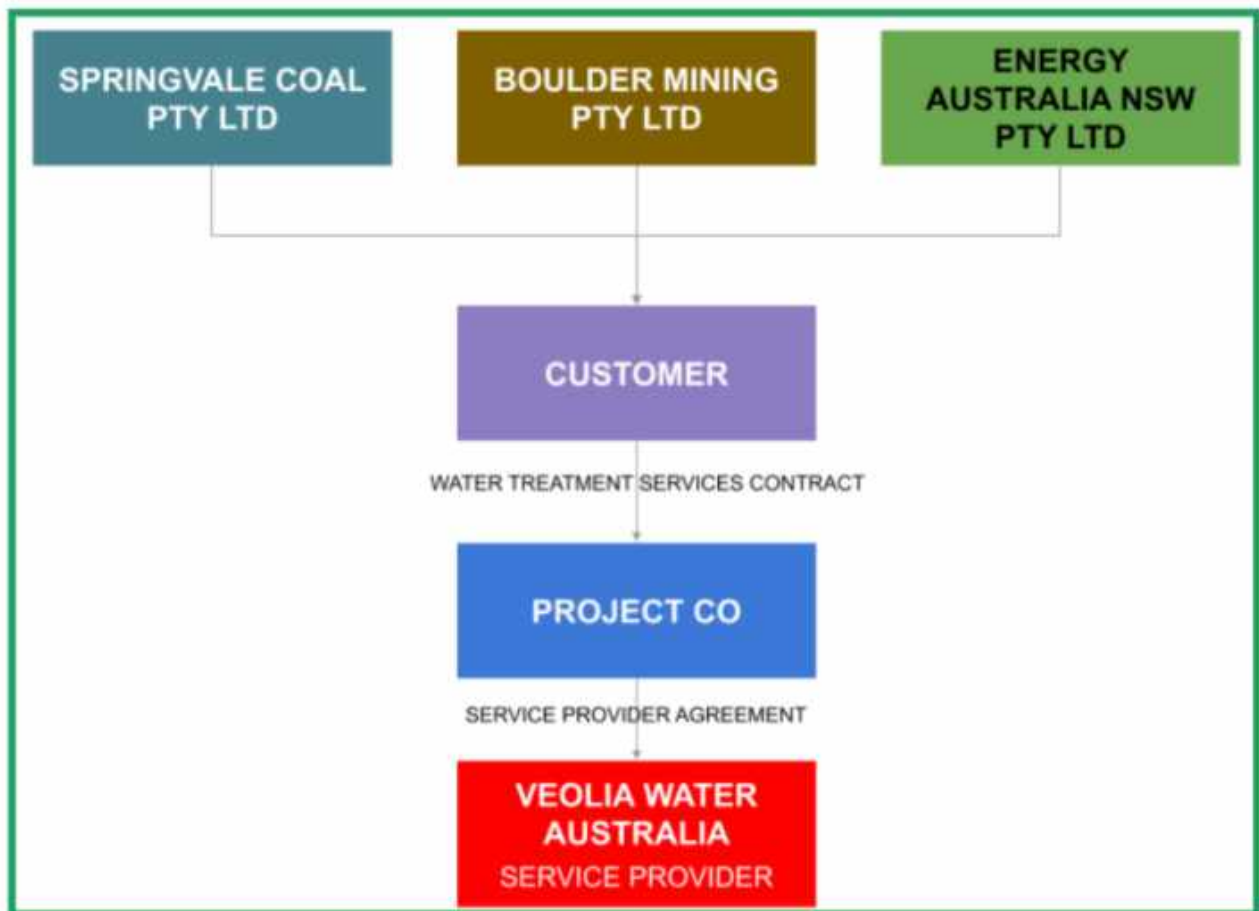 SPRINGVALE COAL
PTY LTD
BOULDER MINING
PTY LTD
ENERGY
AUSTRALIA NSW
PTY LTD
CUSTOMER
WATER TREATMENT SERVICES CONTRACT
PROJECT CO
SERVICE PROVIDER AGREEMENT
VEOLIA WATER
AUSTRALIA
SERVICE PROVIDER